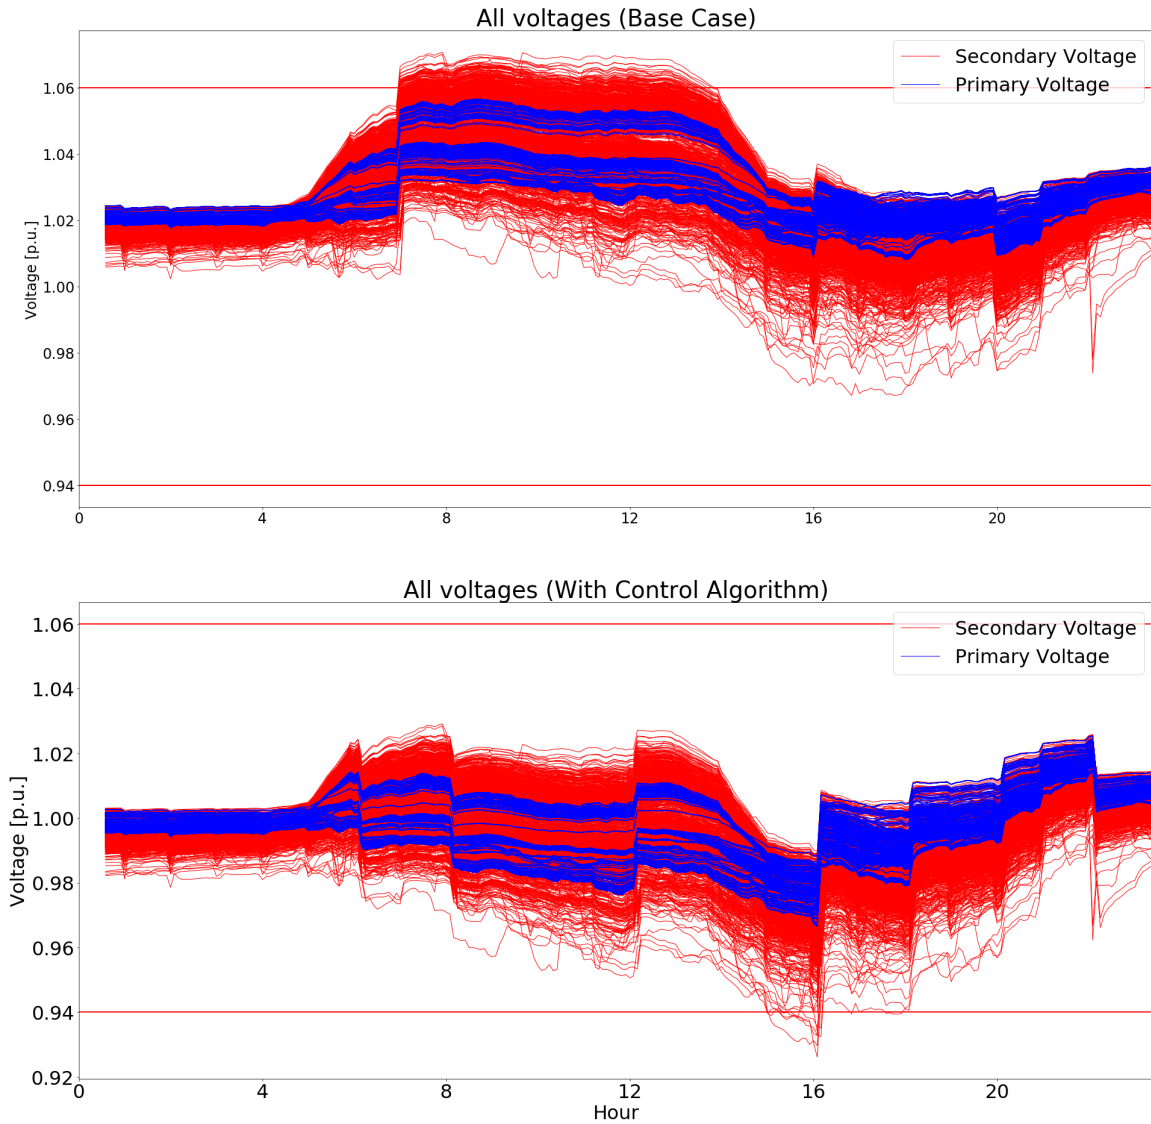 All voltages (Base Case)
Secondary Voltage
Primary Voltage
Voltage [p.u.]
1.06
1.04
1.02
1.00
0.98
0.96
0.94
0 4 8 12 16 20
All voltages (With Control Algorithm)
Secondary Voltage
Primary Voltage
Voltage [p.u.]
1.06
1.04
1.02
1.00
0.98
0.96
0.94
0.92
0 4 8 12 16 20
Hour